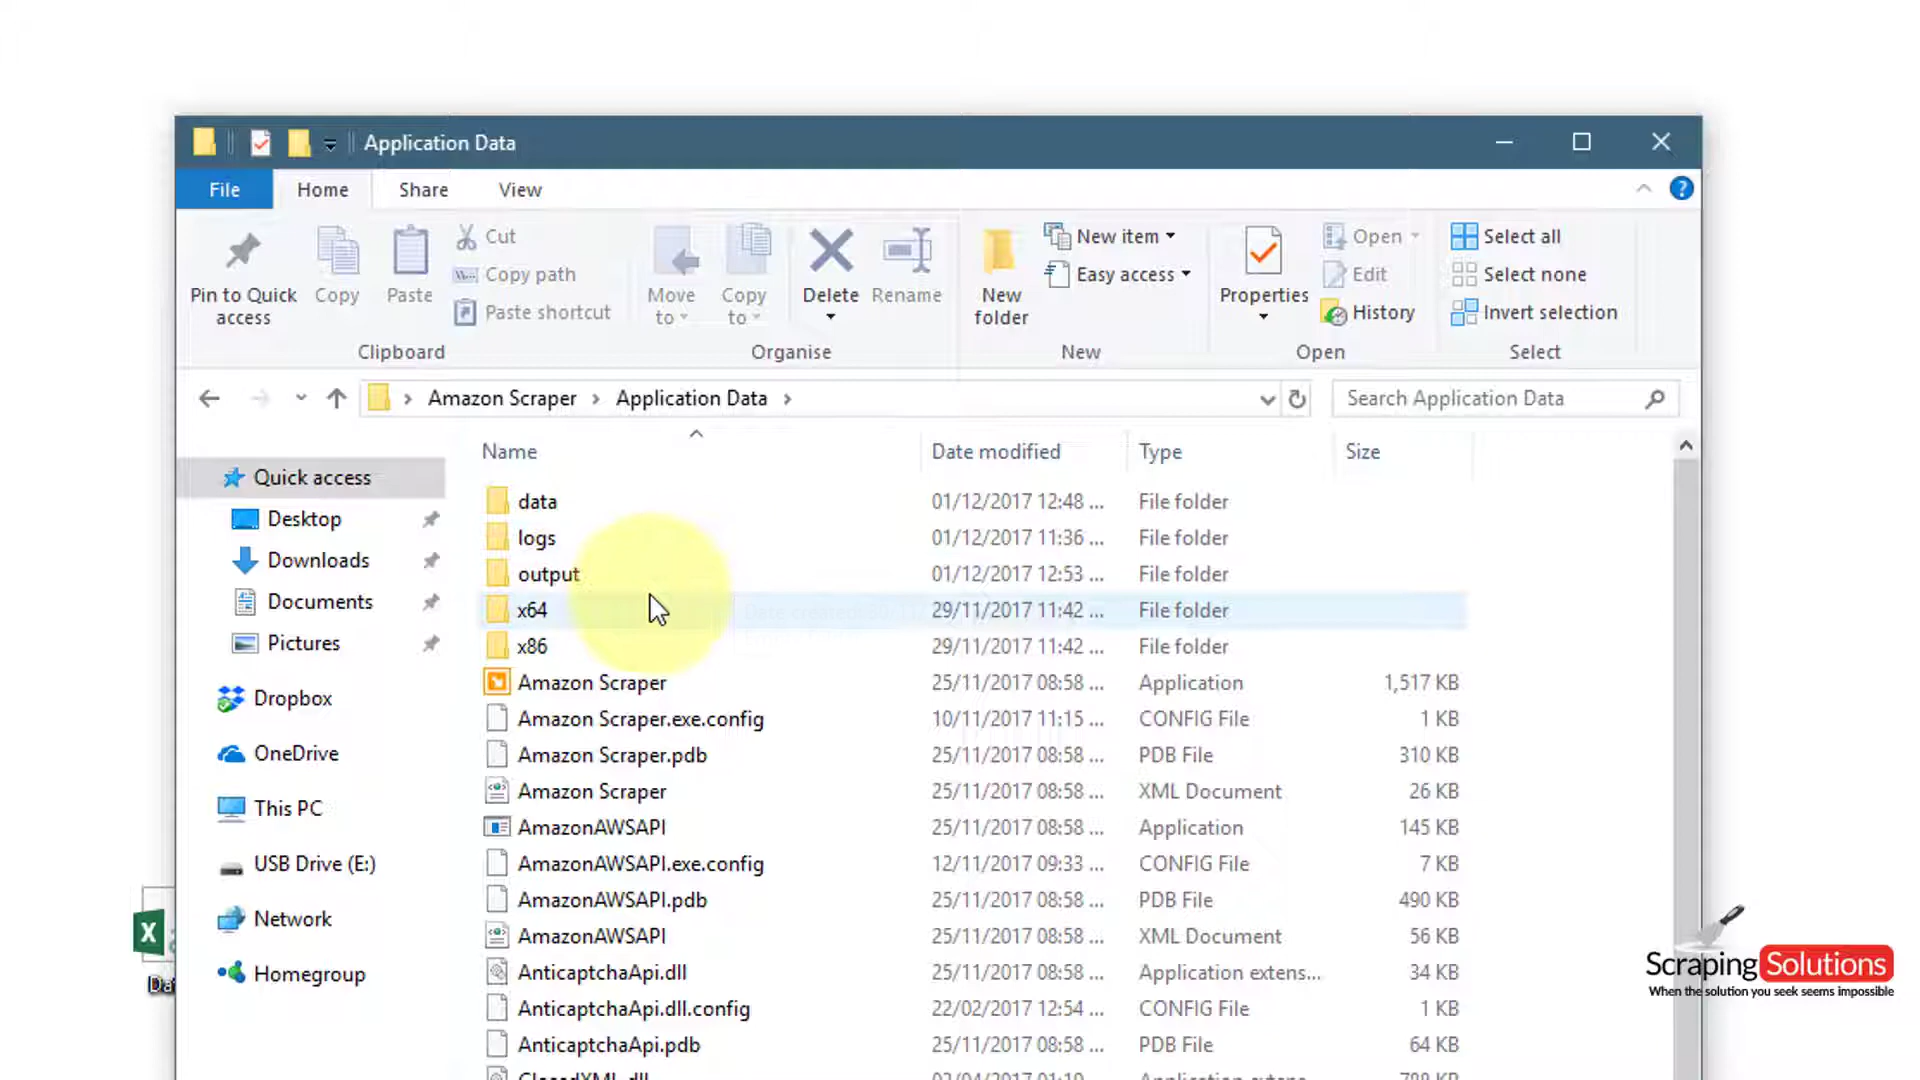 Application Data
File Home Share View
Pin to Quick access
Copy
Paste
Cut
Copy path
Paste shortcut
Clipboard
Move to
Copy to
Delete
Rename
Organise
New folder
New item
Easy access
New
Properties
Open
Edit
History
Open
Select all
Select none
Invert selection
Select
Amazon Scraper > Application Data >
Search Application Data
Quick access
Desktop
Downloads
Documents
Pictures
Dropbox
OneDrive
This PC
USB Drive (E:)
Network
Homegroup
Name Date modified Type Size
data 01/12/2017 12:48 ... File folder
logs 01/12/2017 11:36 ... File folder
output 01/12/2017 12:53 ... File folder
x64 29/11/2017 11:42 ... File folder
x86 29/11/2017 11:42 ... File folder
Amazon Scraper 25/11/2017 08:58 ... Application 1,517 KB
Amazon Scraper.exe.config 10/11/2017 11:15 ... CONFIG File 1 KB
Amazon Scraper.pdb 25/11/2017 08:58 ... PDB File 310 KB
Amazon Scraper 25/11/2017 08:58 ... XML Document 26 KB
AmazonAWSAPI 25/11/2017 08:58 ... Application 145 KB
AmazonAWSAPI.exe.config 12/11/2017 09:33 ... CONFIG File 7 KB
AmazonAWSAPI.pdb 25/11/2017 08:58 ... PDB File 490 KB
AmazonAWSAPI 25/11/2017 08:58 ... XML Document 56 KB
AnticaptchaApi.dll 25/11/2017 08:58 ... Application extens... 34 KB
AnticaptchaApi.dll.config 22/02/2017 12:54 ... CONFIG File 1 KB
AnticaptchaApi.pdb 25/11/2017 08:58 ... PDB File 64 KB
Scraping Solutions
When the solution you seek seems impossible